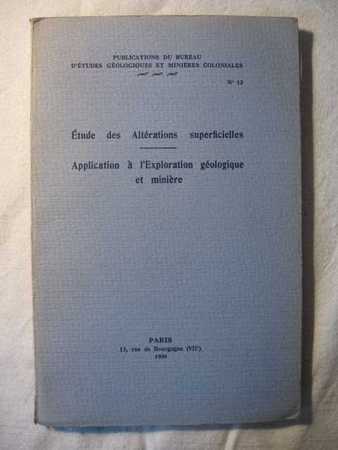 PUBLICATIONS DU BUREAU
D'ÉTUDES GÉOLOGIQUES ET MINIÈRES COLONIALES
N° 12
Étude des Altérations superficielles
Application à l'Exploration géologique
et minière
PARIS
13, rue de Bourgogne (VIIe)